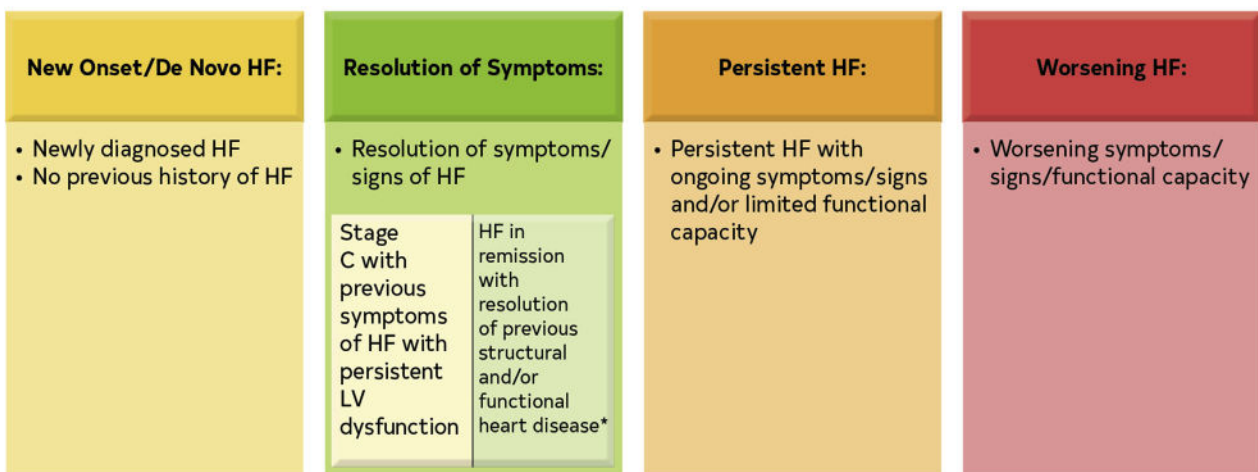 New Onset/De Novo HF:
• Newly diagnosed HF
• No previous history of HF
Resolution of Symptoms:
• Resolution of symptoms/
signs of HF
Stage
C with
previous
symptoms
of HF with
persistent
LV
dysfunction
HF in
remission
with
resolution
of previous
structural
and/or
functional
heart disease*
Persistent HF:
• Persistent HF with
ongoing symptoms/signs
and/or limited functional
capacity
Worsening HF:
• Worsening symptoms/
signs/functional capacity